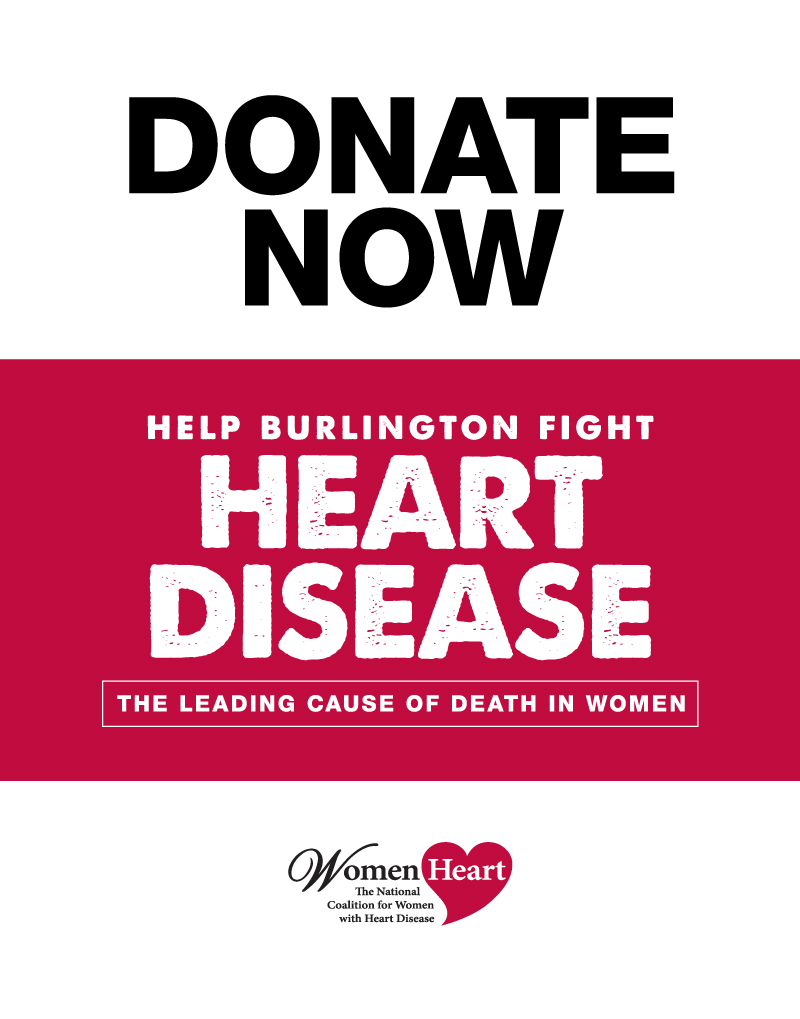 DONATE
NOW
HELP BURLINGTON FIGHT
HEART
DISEASE
THE LEADING CAUSE OF DEATH IN WOMEN
WomenHeart
The National
Coalition for Women
with Heart Disease